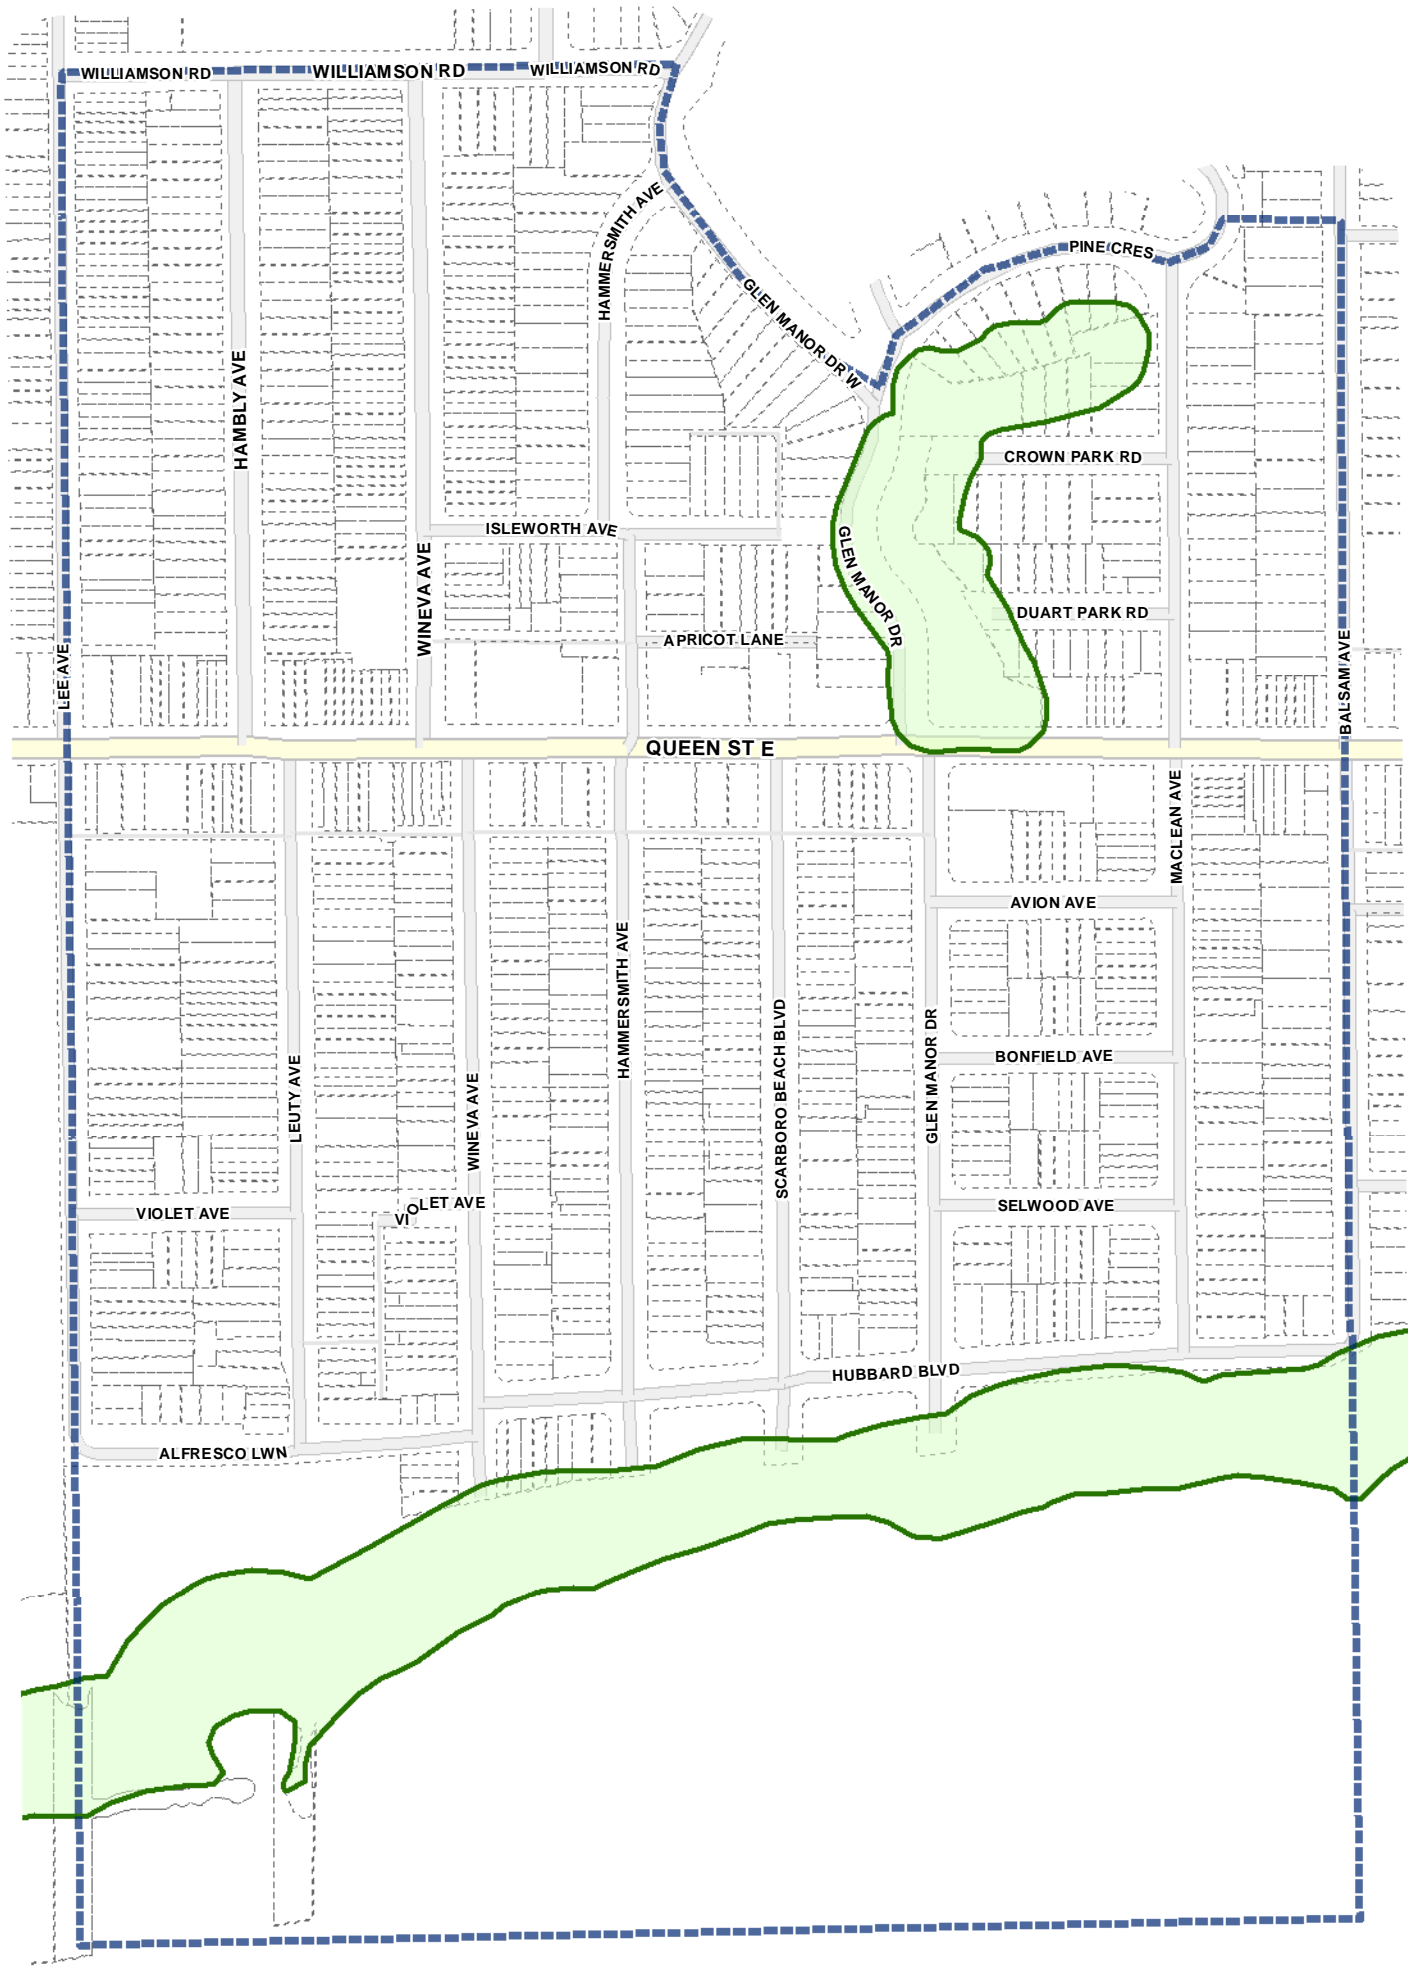 WILLIAMSON RD
WILLIAMSON RD
WILLIAMSON RD
HAMMERSMITH AVE
PINE CRES
GLEN MANOR DR W
HAMBLY AVE
CROWN PARK RD
ISLEWORTH AVE
WINEVA AVE
GLEN MANOR DR
DUART PARK RD
APRICOT LANE
LEE AVE
BALSAM AVE
QUEEN ST E
MACLEAN AVE
AVION AVE
HAMMERSMITH AVE
SCARBORO BEACH BLVD
GLEN MANOR DR
BONFIELD AVE
LEUTY AVE
WINEVA AVE
VIOLET AVE
VIOLET AVE
SELWOOD AVE
HUBBARD BLVD
ALFRESCO LWN